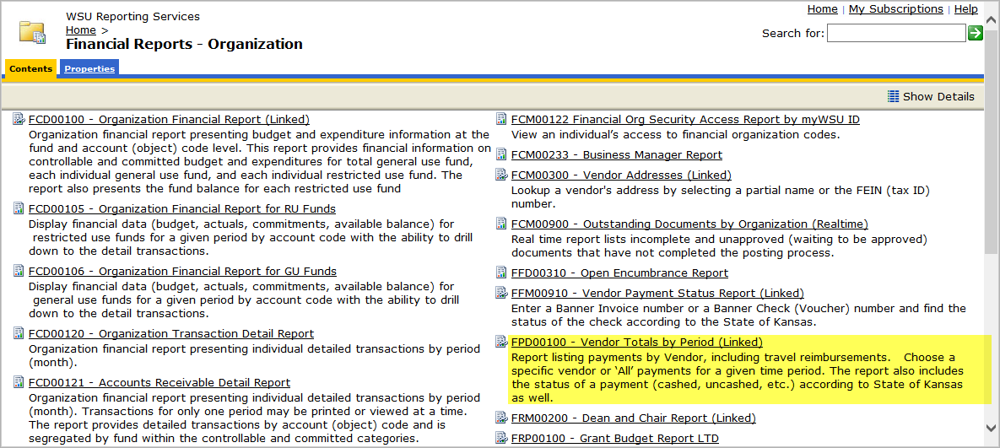 Home | My Subscriptions | Help
WSU Reporting Services
Home >
Financial Reports - Organization
Search for:
Contents Properties
Show Details
FCD00100 - Organization Financial Report (Linked)
Organization financial report presenting budget and expenditure information at the
fund and account (object) code level. This report provides financial information on
controllable and committed budget and expenditures for total general use fund,
each individual general use fund, and each individual restricted use fund. The
report also presents the fund balance for each restricted use fund
FCD00105 - Organization Financial Report for RU Funds
Display financial data (budget, actuals, commitments, available balance) for
restricted use funds for a given period by account code with the ability to drill
down to the detail transactions.
FCD00106 - Organization Financial Report for GU Funds
Display financial data (budget, actuals, commitments, available balance) for
general use funds for a given period by account code with the ability to drill
down to the detail transactions.
FCD00120 - Organization Transaction Detail Report
Organization financial report presenting individual detailed transactions by period
(month).
FCD00121 - Accounts Receivable Detail Report
Organization financial report presenting individual detailed transactions by period
(month). Transactions for only one period may be printed or viewed at a time.
The report provides detailed transactions by account (object) code and is
segregated by fund within the controllable and committed categories.
FCM00122 Financial Org Security Access Report by myWSU ID
View an individual's access to financial organization codes.
FCM00233 - Business Manager Report
FCM00300 - Vendor Addresses (Linked)
Lookup a vendor's address by selecting a partial name or the FEIN (tax ID)
number.
FCM00900 - Outstanding Documents by Organization (Realtime)
Real time report lists incomplete and unapproved (waiting to be approved)
documents that have not completed the posting process.
FFD00310 - Open Encumbrance Report
FFM00910 - Vendor Payment Status Report (Linked)
Enter a Banner Invoice number or a Banner Check (Voucher) number and find the
status of the check according to the State of Kansas.
FPD00100 - Vendor Totals by Period (Linked)
Report listing payments by Vendor, including travel reimbursements. Choose a
specific vendor or 'All' payments for a given time period. The report also includes
the status of a payment (cashed, uncashed, etc.) according to State of Kansas
as well.
FRM00200 - Dean and Chair Report (Linked)
FRP00100 - Grant Budget Report LTD